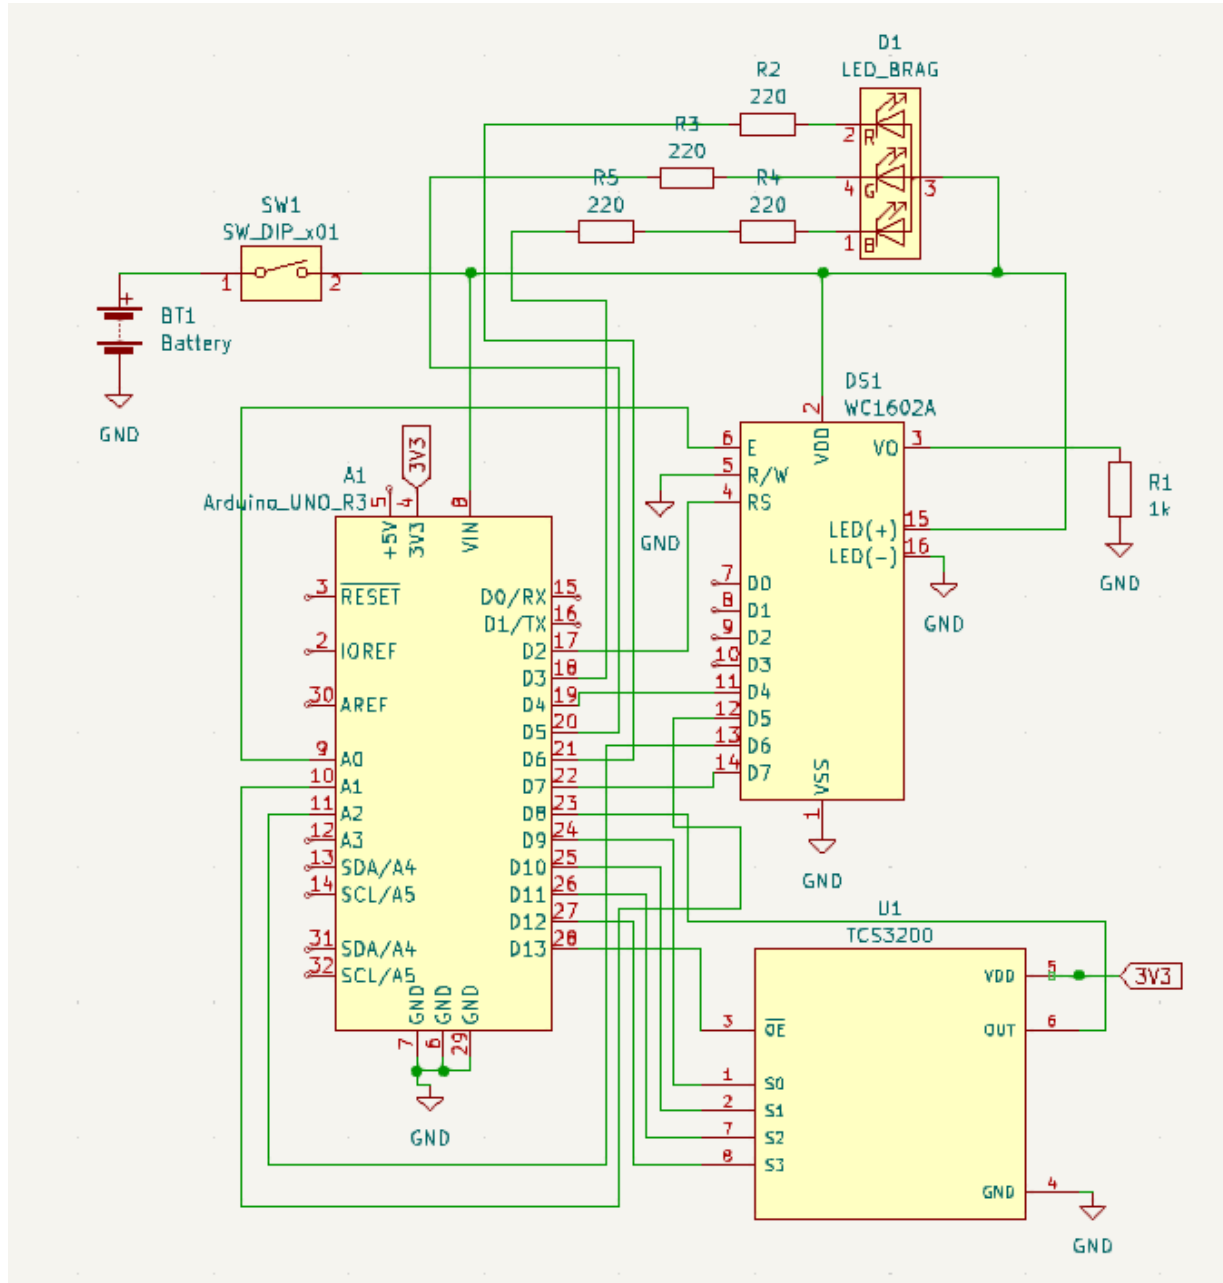 D1
LED_BRAG
R2
220
R3
220
R5
220
R4
220
2
R
4
G
3
1
B
SW1
SW_DIP_x01
1
2
+
BT1
Battery
GND
DS1
WC1602A
2
VDD
6
E
5
R/W
4
RS
GND
3
VO
R1
1k
GND
15
LED(+)
16
LED(-)
GND
7
D0
8
D1
9
D2
10
D3
11
D4
12
D5
13
D6
14
D7
VSS
1
GND
A1
Arduino_UNO_R3
3V3
5
+5V
4
3V3
8
VIN
3
RESET
2
IOREF
30
AREF
9
A0
10
A1
11
A2
12
A3
13
SDA/A4
14
SCL/A5
31
SDA/A4
32
SCL/A5
D0/RX
15
D1/TX
16
D2
17
D3
18
D4
19
D5
20
D6
21
D7
22
D8
23
D9
24
D10
25
D11
26
D12
27
D13
28
GND
GND
GND
7
6
29
GND
U1
TCS3200
VDD
5
3V3
3
OE
OUT
6
1
S0
2
S1
7
S2
8
S3
GND
4
GND